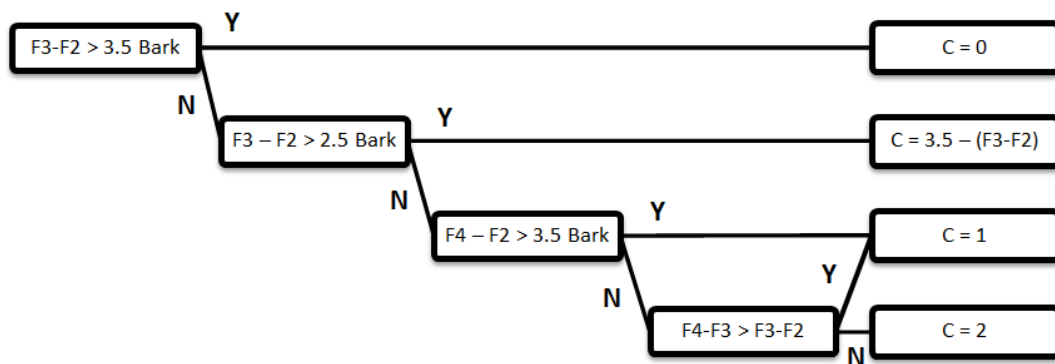 Y
F3-F2 > 3.5 Bark
C = 0
N
Y
F3 – F2 > 2.5 Bark
C = 3.5 – (F3-F2)
N
Y
F4 – F2 > 3.5 Bark
C = 1
Y
N
F4-F3 > F3-F2
C = 2
N